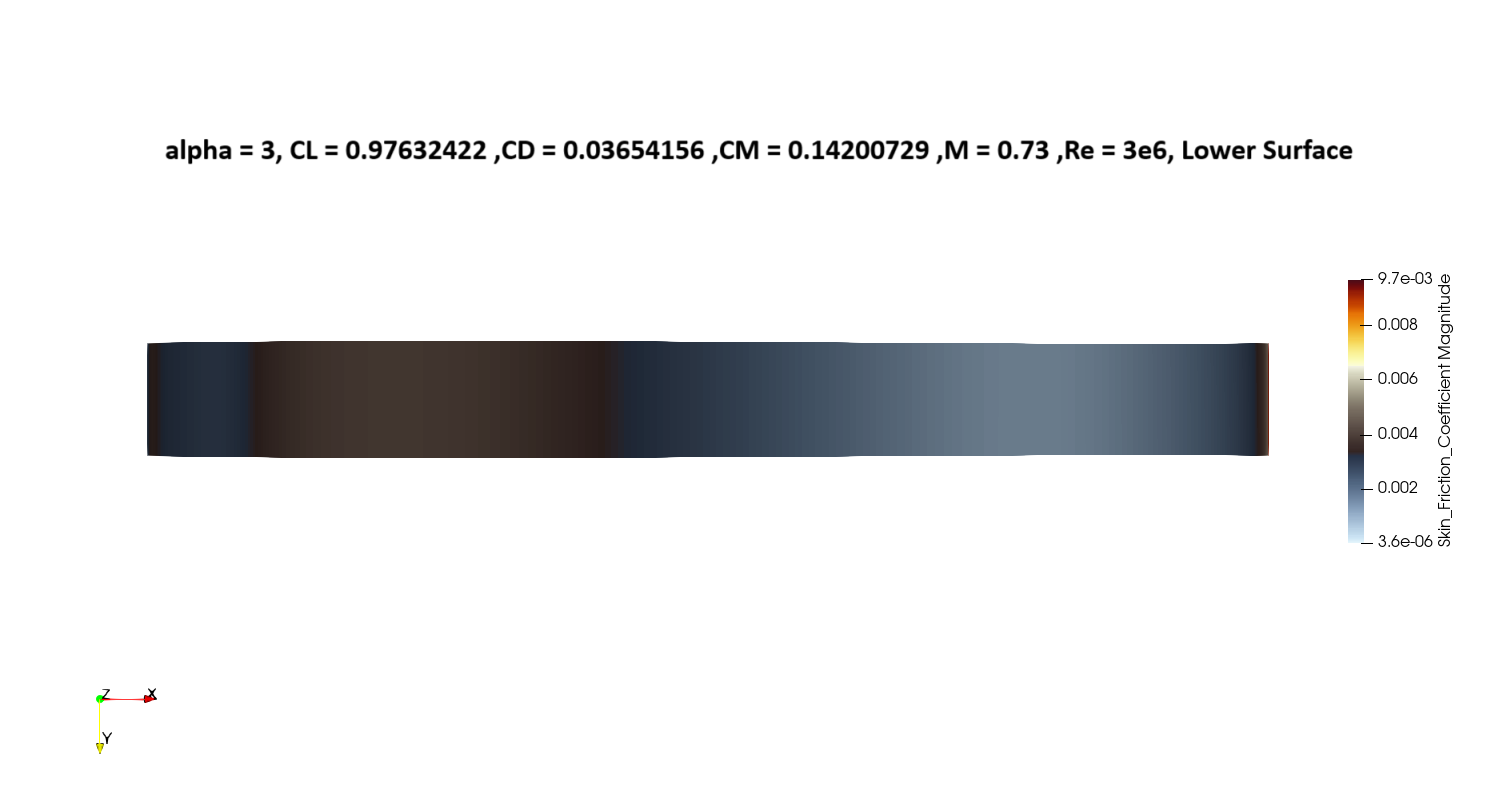 alpha = 3, CL = 0.97632422 ,CD = 0.03654156 ,CM = 0.14200729 ,M = 0.73 ,Re = 3e6, Lower Surface
9.7e-03
0.008
0.006
0.004
0.002
3.6e-06
Skin_Friction_Coefficient Magnitude
Z
X
Y